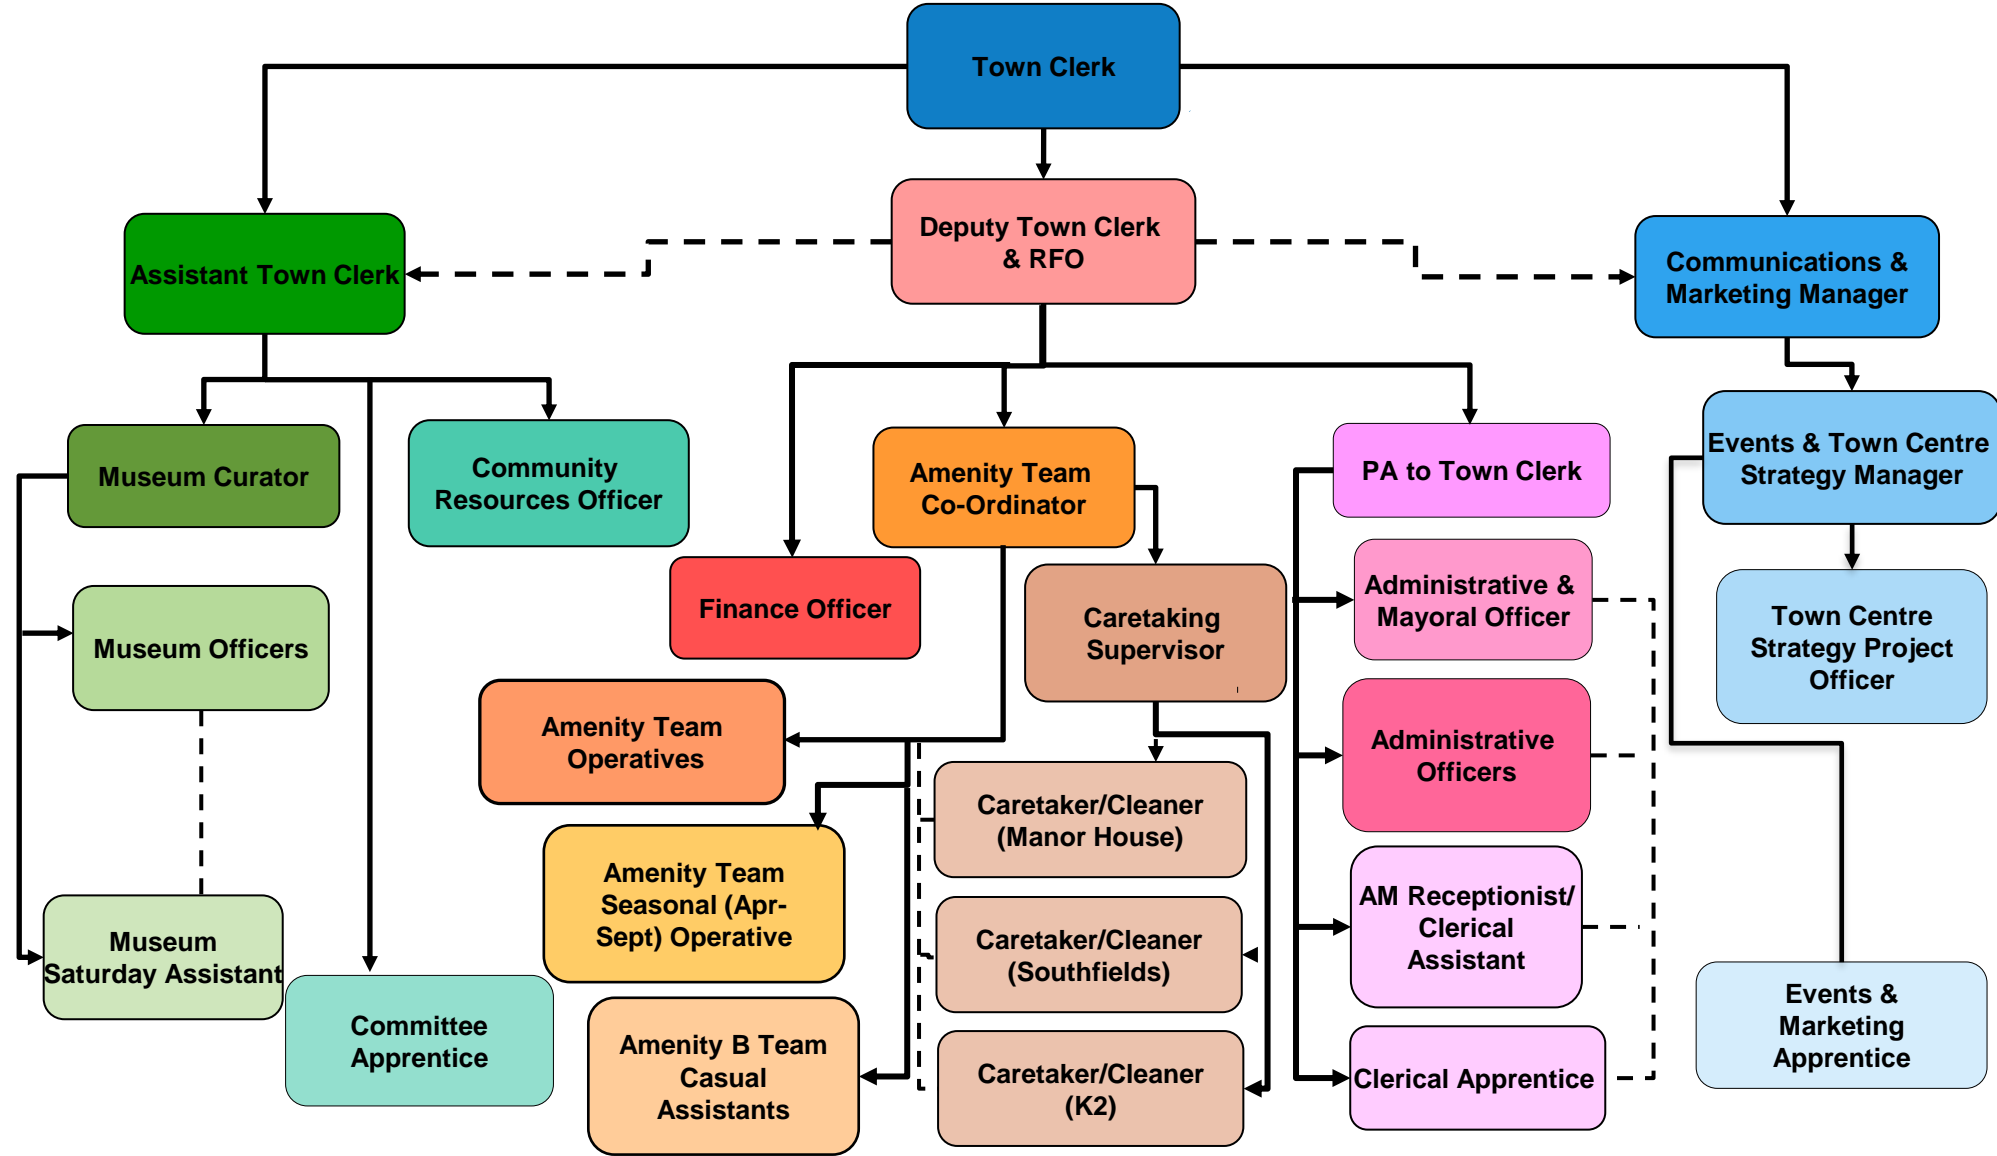 Town Clerk
Deputy Town Clerk
& RFO
Assistant Town Clerk
Communications &
Marketing Manager
Museum Curator
Community
Resources Officer
Amenity Team
Co-Ordinator
PA to Town Clerk
Events & Town Centre
Strategy Manager
Finance Officer
Caretaking
Supervisor
Administrative &
Mayoral Officer
Town Centre
Strategy Project
Officer
Museum Officers
Amenity Team
Operatives
Administrative
Officers
Caretaker/Cleaner
(Manor House)
Amenity Team
Seasonal (Apr-
Sept) Operative
AM Receptionist/
Clerical
Assistant
Museum
Saturday Assistant
Caretaker/Cleaner
(Southfields)
Committee
Apprentice
Amenity B Team
Casual
Assistants
Caretaker/Cleaner
(K2)
Clerical Apprentice
Events &
Marketing
Apprentice